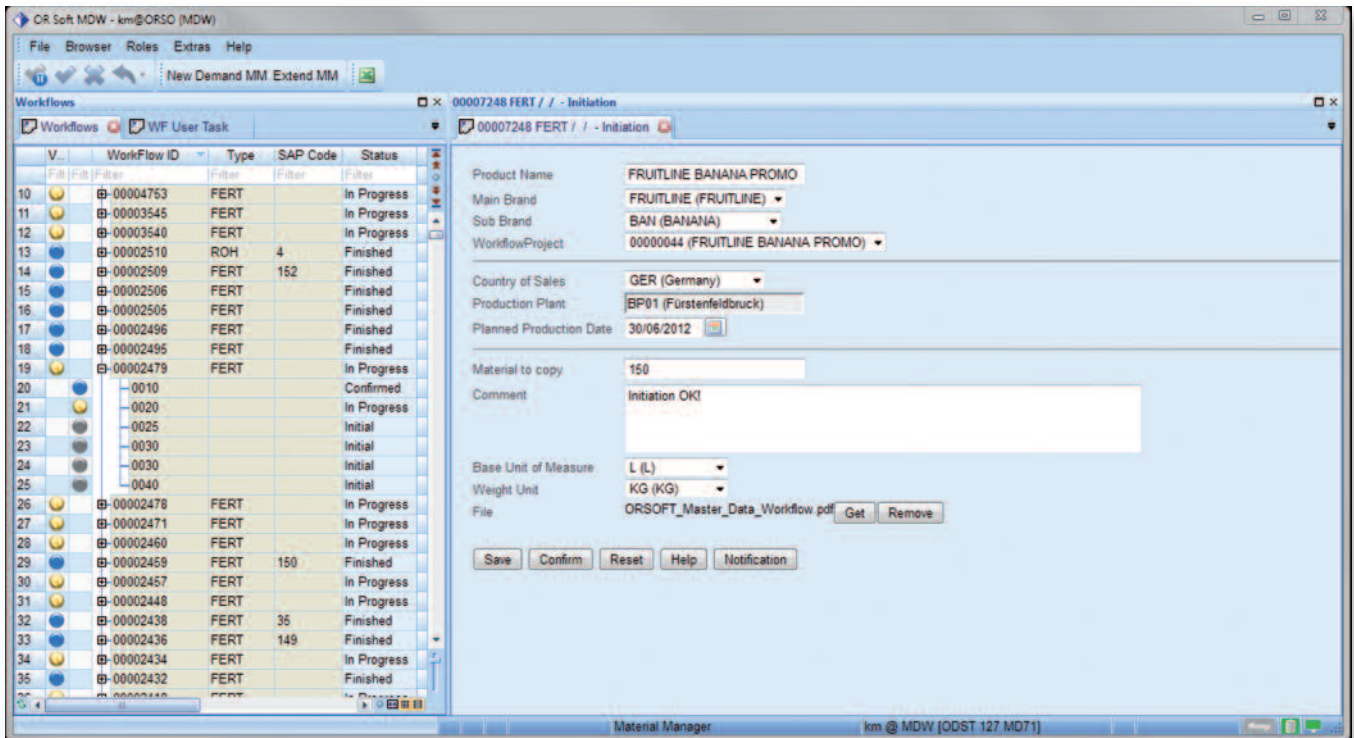 OR Soft MDW - km@ORSO (MDW)
File Browser Roles Extras Help
New Demand MM Extend MM
Workflows
Workflows WF User Task
V... WorkFlow ID Type SAP Code Status
Filt Filt Filter Filter Filter Filter
10 00004753 FERT In Progress
11 00003545 FERT In Progress
12 00003540 FERT In Progress
13 00002510 ROH 4 Finished
14 00002509 FERT 152 Finished
15 00002506 FERT Finished
16 00002505 FERT Finished
17 00002496 FERT Finished
18 00002495 FERT Finished
19 00002479 FERT In Progress
20 0010 Confirmed
21 0020 In Progress
22 0025 Initial
23 0030 Initial
24 0030 Initial
25 0040 Initial
26 00002478 FERT In Progress
27 00002471 FERT In Progress
28 00002460 FERT In Progress
29 00002459 FERT 150 Finished
30 00002457 FERT In Progress
31 00002448 FERT In Progress
32 00002438 FERT 35 Finished
33 00002436 FERT 149 Finished
34 00002434 FERT In Progress
35 00002432 FERT Finished
00007248 FERT / / - Initiation
00007248 FERT / / - Initiation
Product Name FRUITLINE BANANA PROMO
Main Brand FRUITLINE (FRUITLINE)
Sub Brand BAN (BANANA)
WorkflowProject 00000044 (FRUITLINE BANANA PROMO)
Country of Sales GER (Germany)
Production Plant BP01 (Fürstenfeldbruck)
Planned Production Date 30/06/2012
Material to copy 150
Comment Initiation OK!
Base Unit of Measure L (L)
Weight Unit KG (KG)
File ORSOFT_Master_Data_Workflow.pdf Get Remove
Save Confirm Reset Help Notification
Material Manager km @ MDW [ODST 127 MD71]